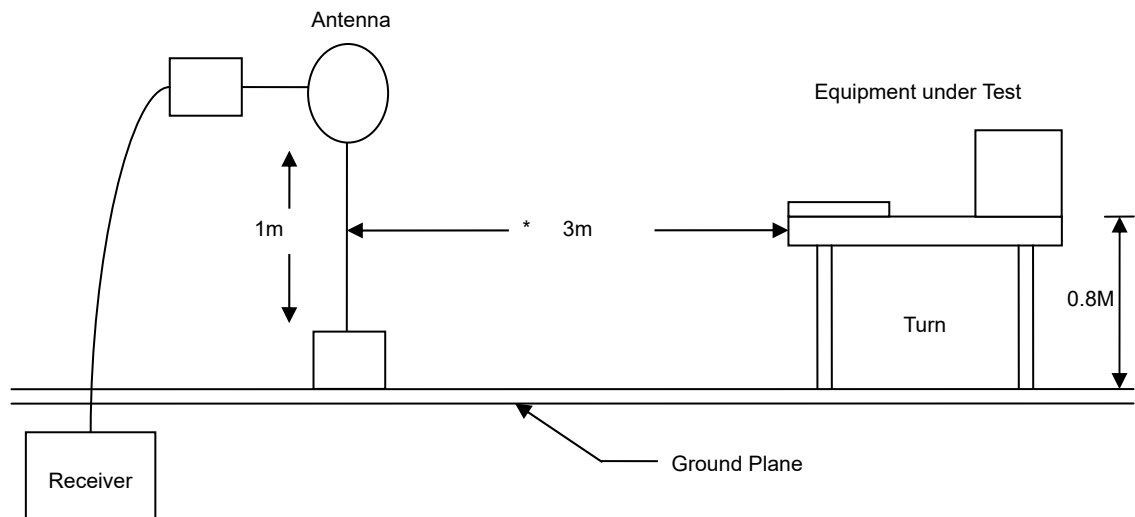 Antenna
Equipment under Test
1m
* 3m
0.8M
Turn
Ground Plane
Receiver